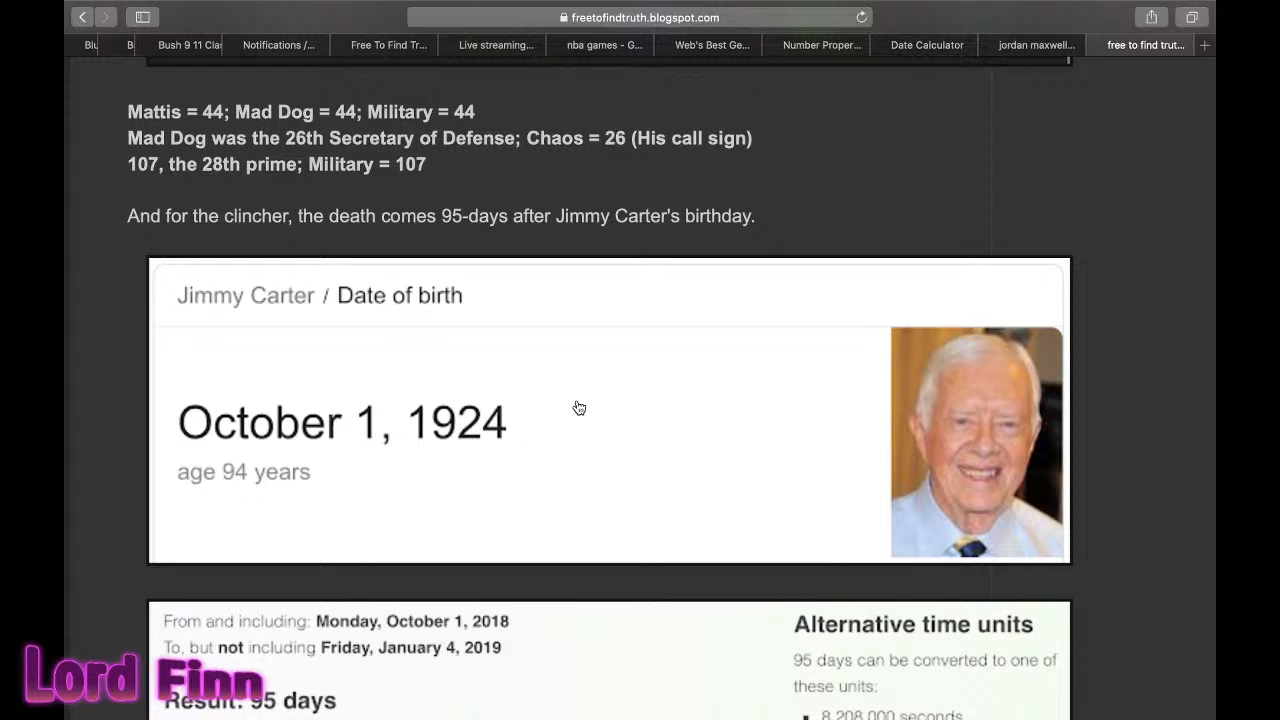 freetofindtruth.blogspot.com
Blu
B
Bush 9 11 Clas
Notifications /...
Free To Find Tr...
Live streaming...
nba games - G...
Web's Best Ge...
Number Proper...
Date Calculator
jordan maxwell...
free to find trut...
Mattis = 44; Mad Dog = 44; Military = 44
Mad Dog was the 26th Secretary of Defense; Chaos = 26 (His call sign)
107, the 28th prime; Military = 107
And for the clincher, the death comes 95-days after Jimmy Carter's birthday.
Jimmy Carter / Date of birth
October 1, 1924
age 94 years
From and including: Monday, October 1, 2018
To, but not including Friday, January 4, 2019
Result: 95 days
Alternative time units
95 days can be converted to one of
these units:
8,208,000 seconds
Lord Finn